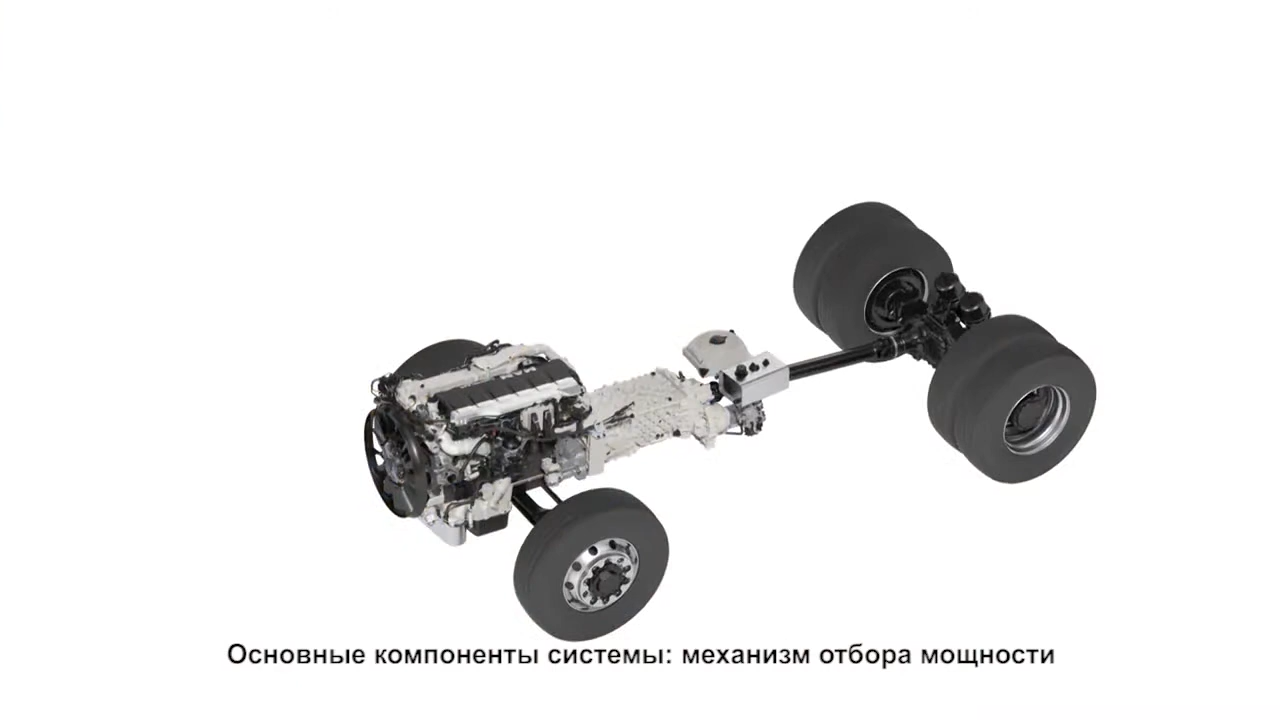 Основные компоненты системы: механизм отбора мощности